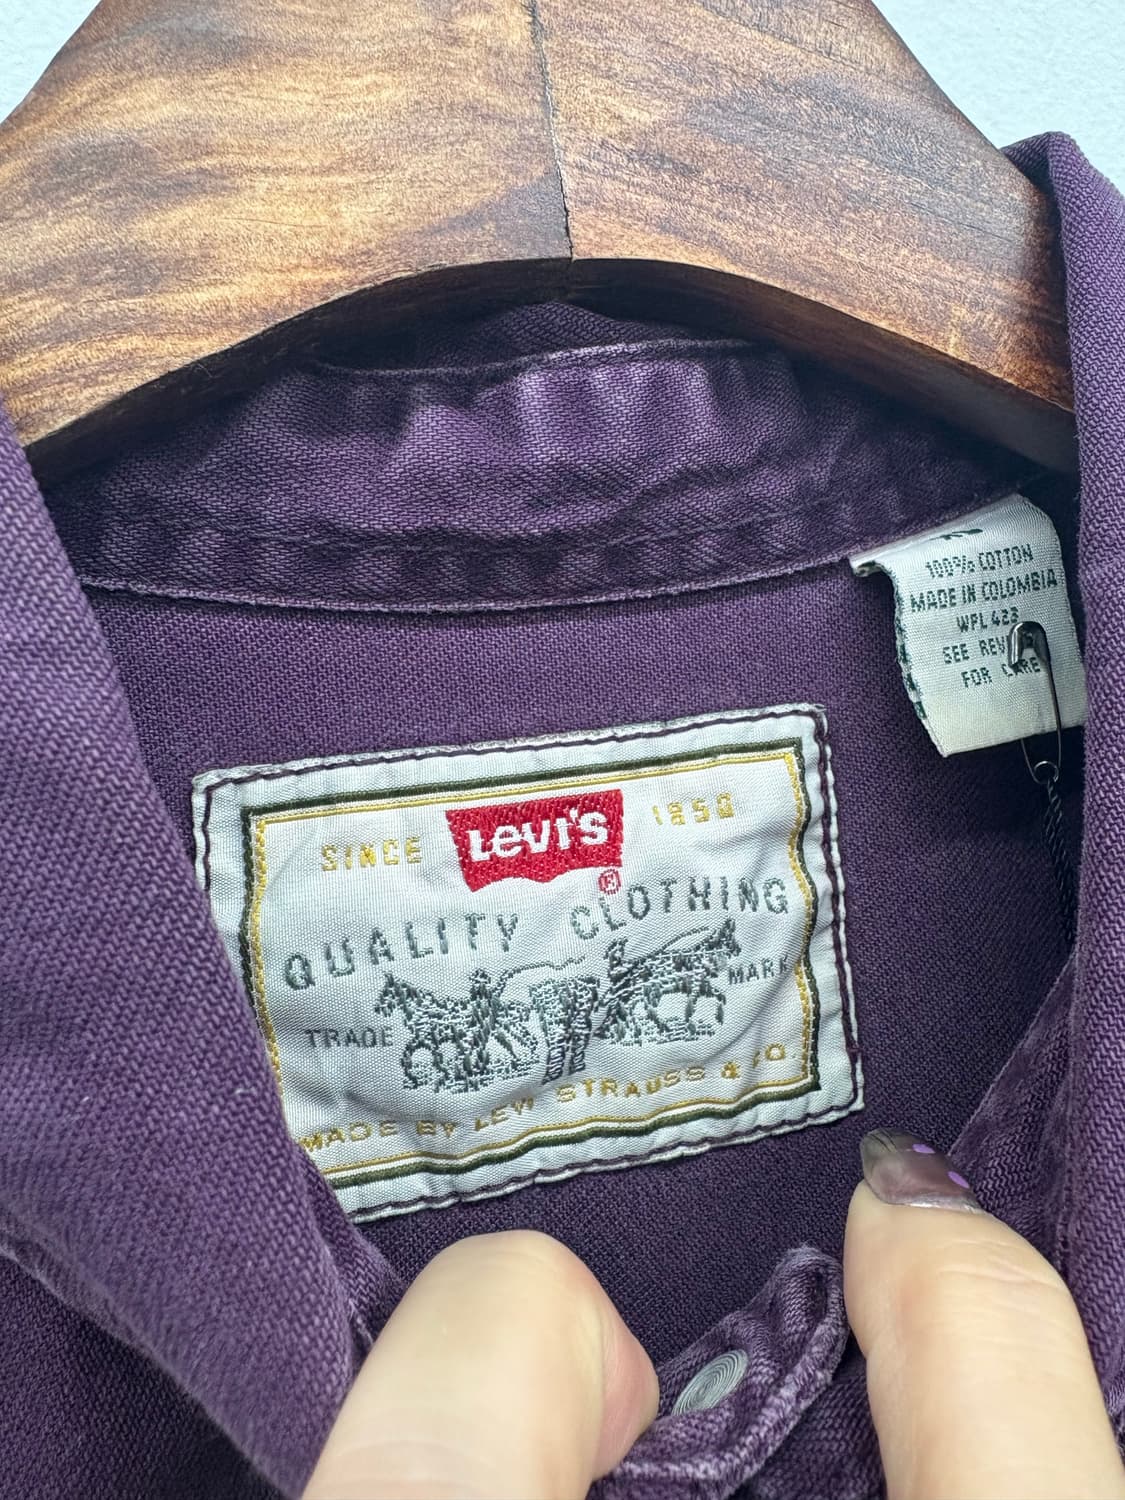 100% COTTON
MADE IN COLOMBIA
WPL 423
SEE
FOR CARE
SINCE Levi's ® 1850
QUALITY CLOTHING
TRADE MARK
MADE BY LEVI STRAUSS & CO.